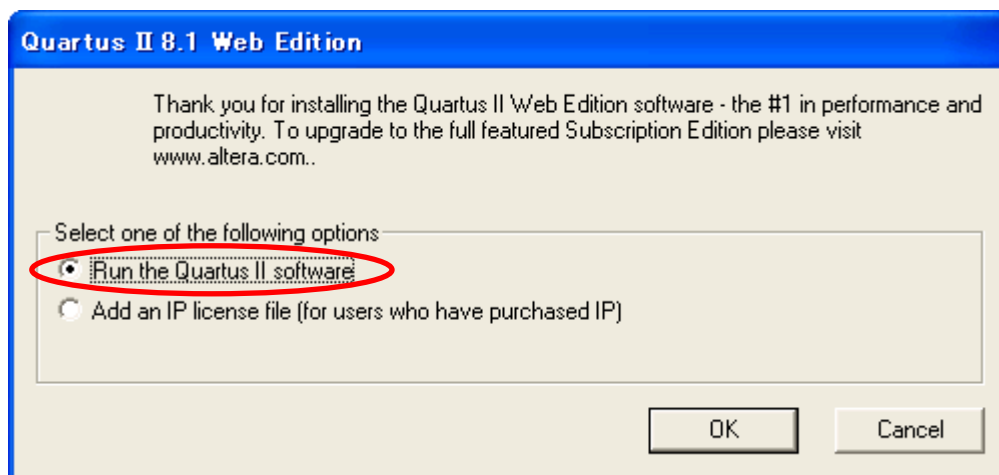 Quartus II 8.1 Web Edition
Thank you for installing the Quartus II Web Edition software - the #1 in performance and
productivity. To upgrade to the full featured Subscription Edition please visit
www.altera.com..
Select one of the following options
Run the Quartus II software
Add an IP license file (for users who have purchased IP)
OK Cancel